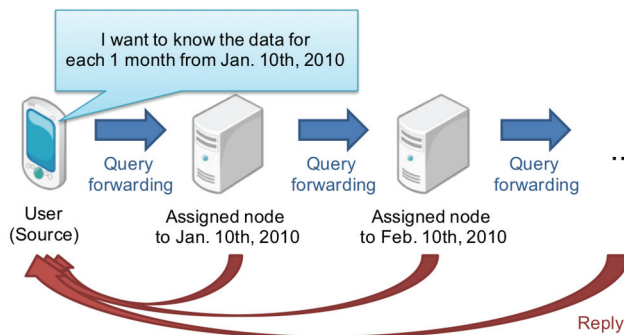 I want to know the data for
each 1 month from Jan. 10th, 2010
Query
forwarding
Query
forwarding
Query
forwarding
...
User
(Source)
Assigned node
to Jan. 10th, 2010
Assigned node
to Feb. 10th, 2010
Reply